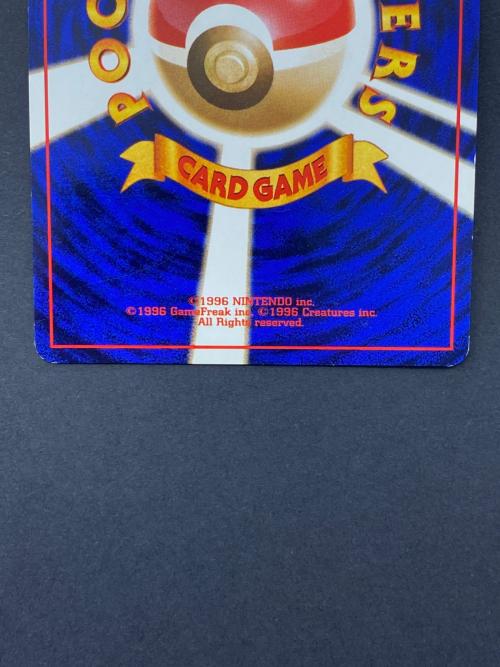 POC
ERS
CARD GAME
©1996 NINTENDO inc.
©1996 GameFreak inc. ©1996 Creatures inc.
All Rights reserved.